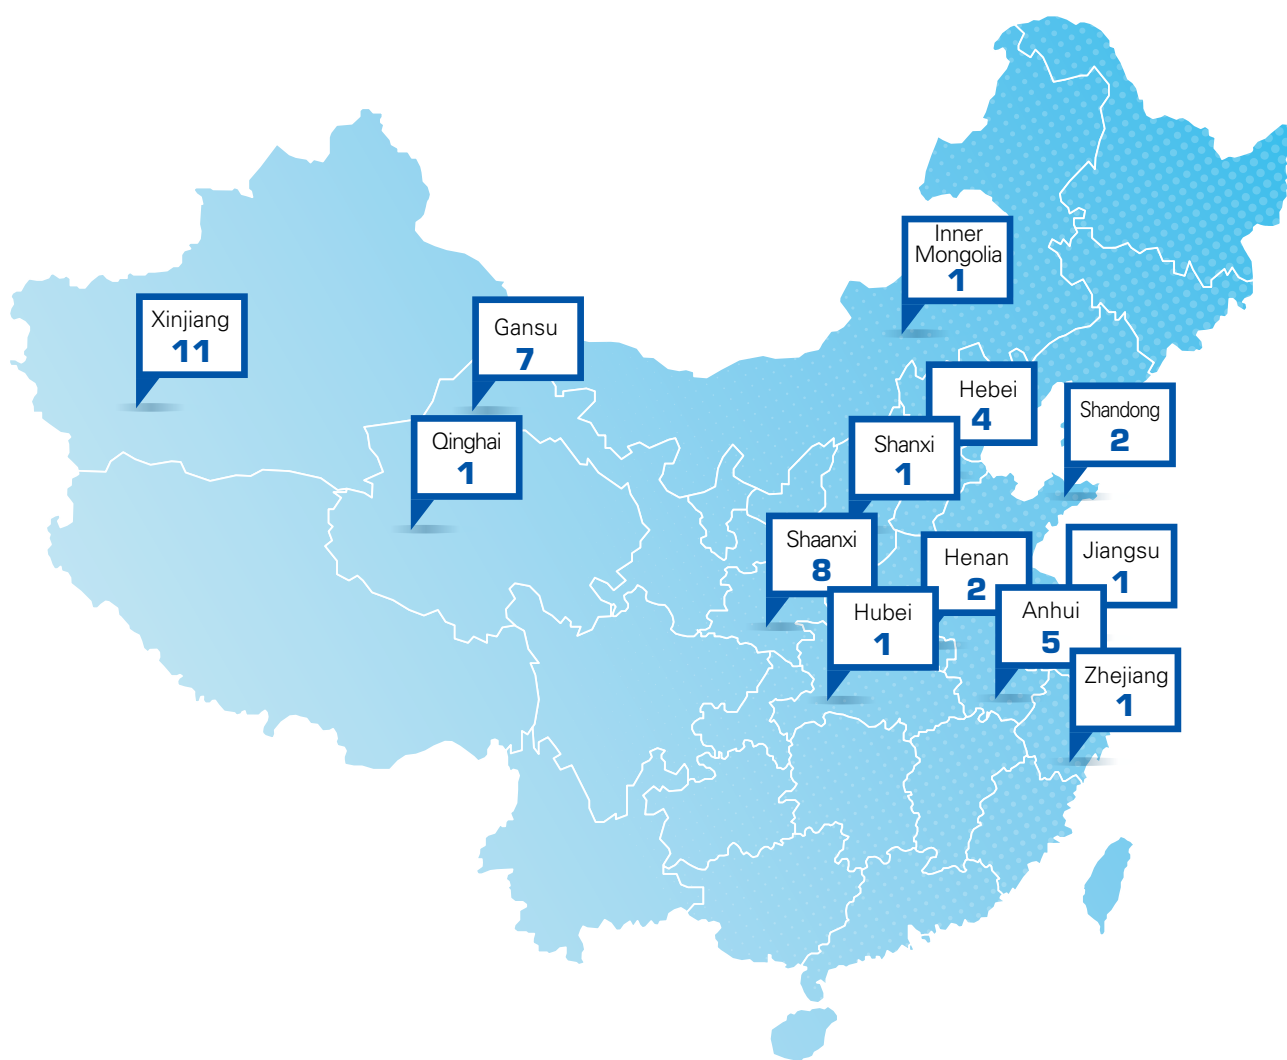 Inner
Mongolia
1
Xinjiang
11
Gansu
7
Hebei
4
Shandong
2
Qinghai
1
Shanxi
1
Shaanxi
8
Henan
2
Jiangsu
1
Hubei
1
Anhui
5
Zhejiang
1